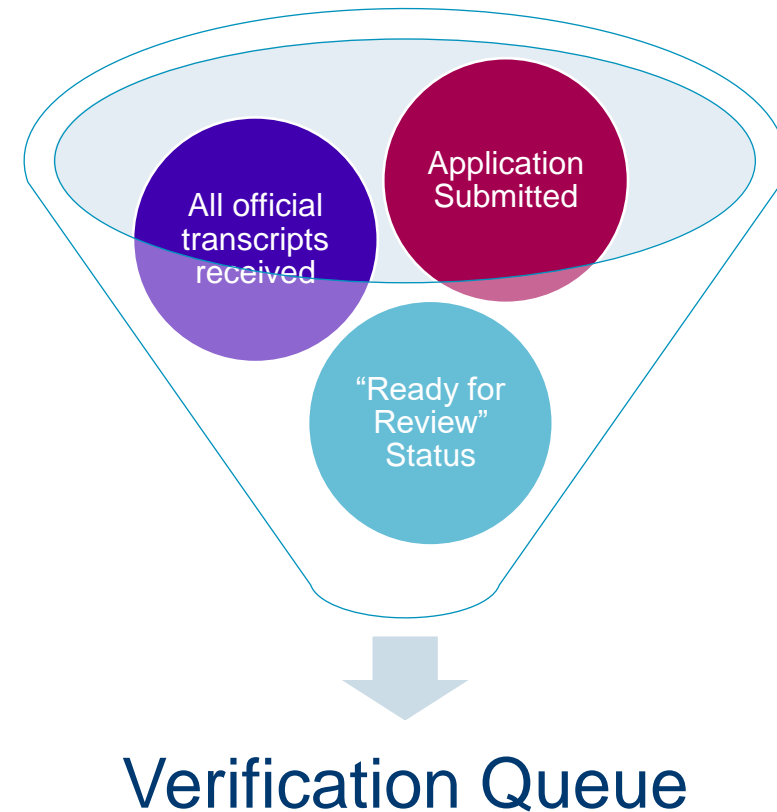 Application
Submitted
All official
transcripts
received
“Ready for
Review”
Status
Verification Queue